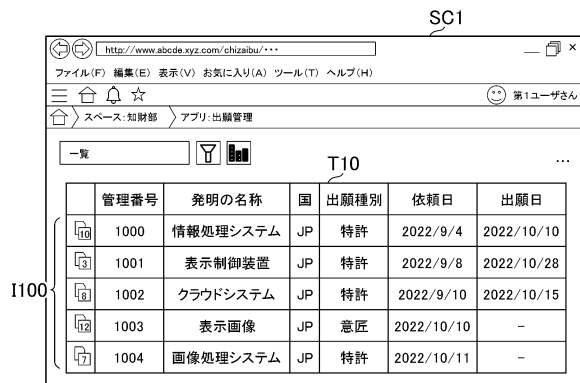 SC1
http://www.abcde.xyz.com/chizaibu/・・・
ファイル(F) 編集(E) 表示(V) お気に入り(A) ツール(T) ヘルプ(H)
第1ユーザさん
スペース:知財部 アプリ:出願管理
一覧
...
T10
管理番号 発明の名称 国 出願種別 依頼日 出願日
10 1000 情報処理システム JP 特許 2022/9/4 2022/10/10
3 1001 表示制御装置 JP 特許 2022/9/8 2022/10/28
I100
8 1002 クラウドシステム JP 特許 2022/9/10 2022/10/15
12 1003 表示画像 JP 意匠 2022/10/10 -
7 1004 画像処理システム JP 特許 2022/10/11 -